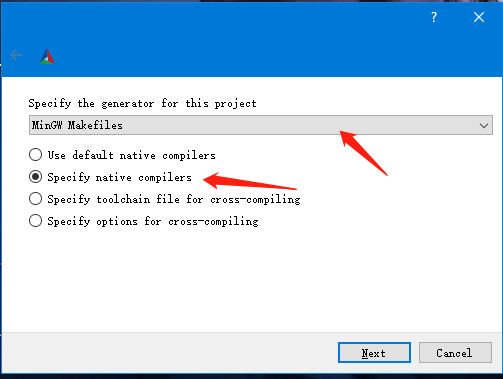 Specify the generator for this project
MinGW Makefiles
Use default native compilers
Specify native compilers
Specify toolchain file for cross-compiling
Specify options for cross-compiling
Next
Cancel